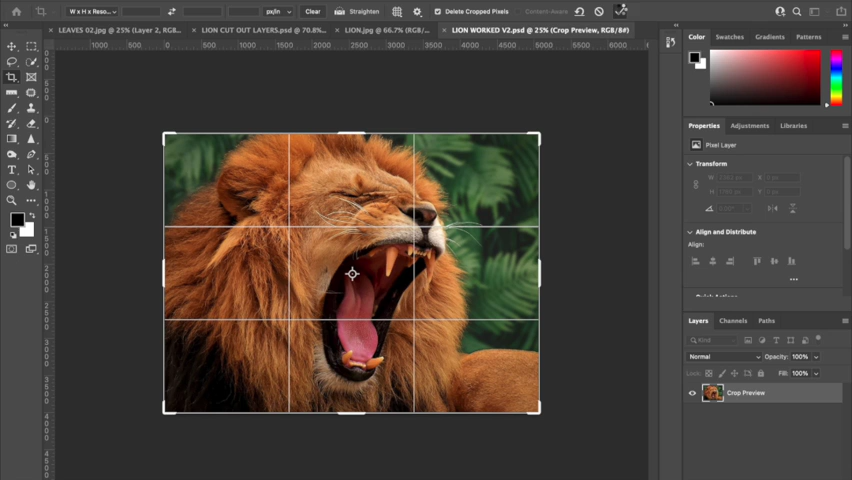 W x H x Reso... px/in Clear Straighten Delete Cropped Pixels Content-Aware
LEAVES 02.jpg @ 25% (Layer 2, RGB/8... LION CUT OUT LAYERS.psd @ 70.8%... LION.jpg @ 66.7% (RGB/... LION WORKED V2.psd @ 25% (Crop Preview, RGB/8#)
1000 500 0 500 1000 1500 2000 2500 3000 3500 4000 4500 5000 5500 6000
Color Swatches Gradients Patterns
Properties Adjustments Libraries
Pixel Layer
Transform
Align and Distribute
Align:
Layers Channels Paths
Kind
Normal Opacity: 100%
Lock: Fill: 100%
Crop Preview